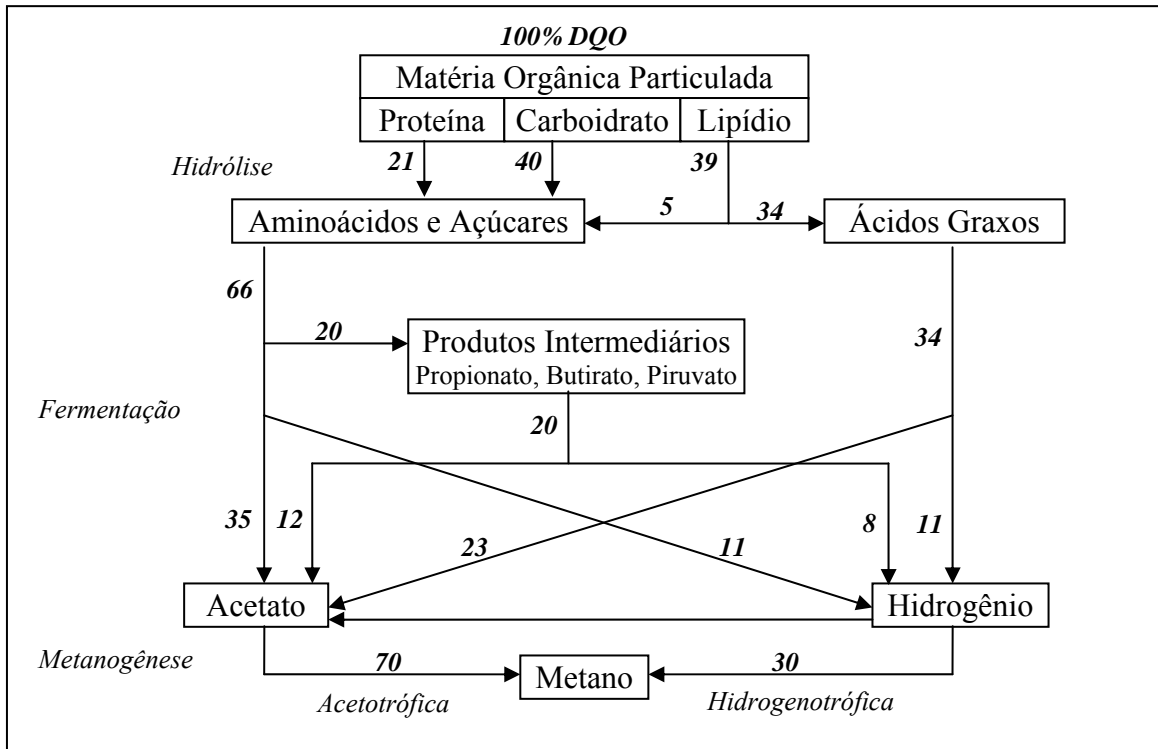 100% DQO
Matéria Orgânica Particulada
Proteína Carboidrato Lipídio
Hidrólise
21 40 39
Aminoácidos e Açúcares
5 34
Ácidos Graxos
66
20
Produtos Intermediários
Propionato, Butirato, Piruvato
34
Fermentação
20
35 12 23 11 8 11
Acetato
Hidrogênio
Metanogênese
70
Metano
30
Acetotrófica
Hidrogenotrófica